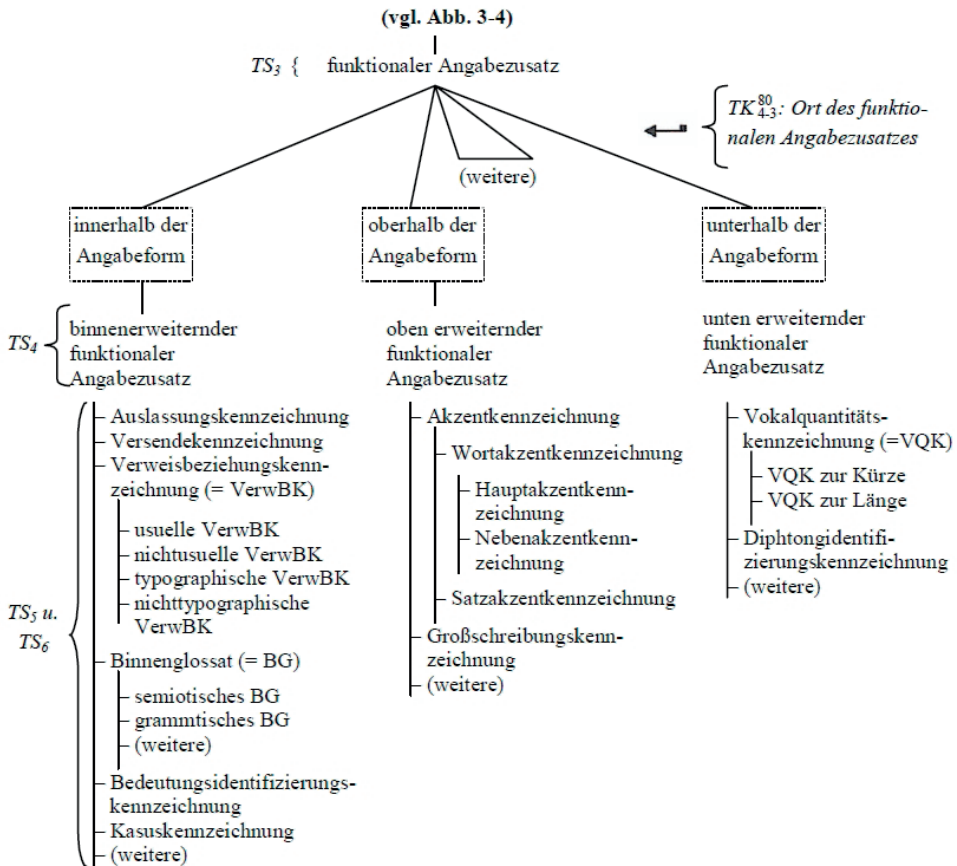 (vgl. Abb. 3-4)
TS3 { funktionaler Angabezusatz
TK 80 4-3: Ort des funktio-
nalen Angabezusatzes
(weitere)
innerhalb der
Angabeform
oberhalb der
Angabeform
unterhalb der
Angabeform
TS4
binnenerweiternder
funktionaler
Angabezusatz
oben erweiternder
funktionaler
Angabezusatz
unten erweiternder
funktionaler
Angabezusatz
TS5 u.
TS6
Auslassungskennzeichnung
Versendekennzeichnung
Verweisbeziehungskenn-
zeichnung (= VerwBK)
usuelle VerwBK
nichtusuelle VerwBK
typographische VerwBK
nichttypographische
VerwBK
Binnenglossat (= BG)
semiotisches BG
grammtisches BG
(weitere)
Bedeutungsidentifizierungs-
kennzeichnung
Kasuskennzeichnung
(weitere)
Akzentkennzeichnung
Wortakzentkennzeichnung
Hauptakzentkenn-
zeichnung
Nebenakzentkenn-
zeichnung
Satzakzentkennzeichnung
Großschreibungskenn-
zeichnung
(weitere)
Vokalquantitäts-
kennzeichnung (=VQK)
VQK zur Kürze
VQK zur Länge
Diphtongidentifi-
zierungskennzeichnung
(weitere)